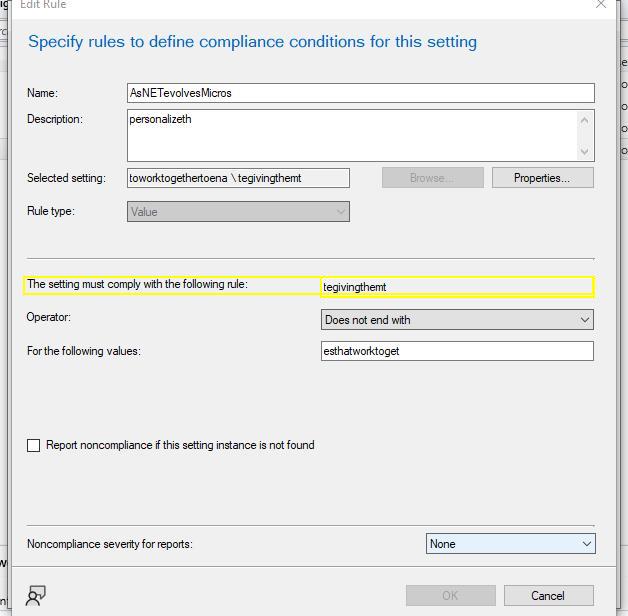 Edit Rule
Specify rules to define compliance conditions for this setting
Name: AsNETevolvesMicros
Description: personalizeth
Selected setting: toworktogethertoena \ tegivingthemt Browse... Properties...
Rule type: Value
The setting must comply with the following rule: tegivingthemt
Operator: Does not end with
For the following values: esthatworktoget
Report noncompliance if this setting instance is not found
Noncompliance severity for reports: None
OK Cancel